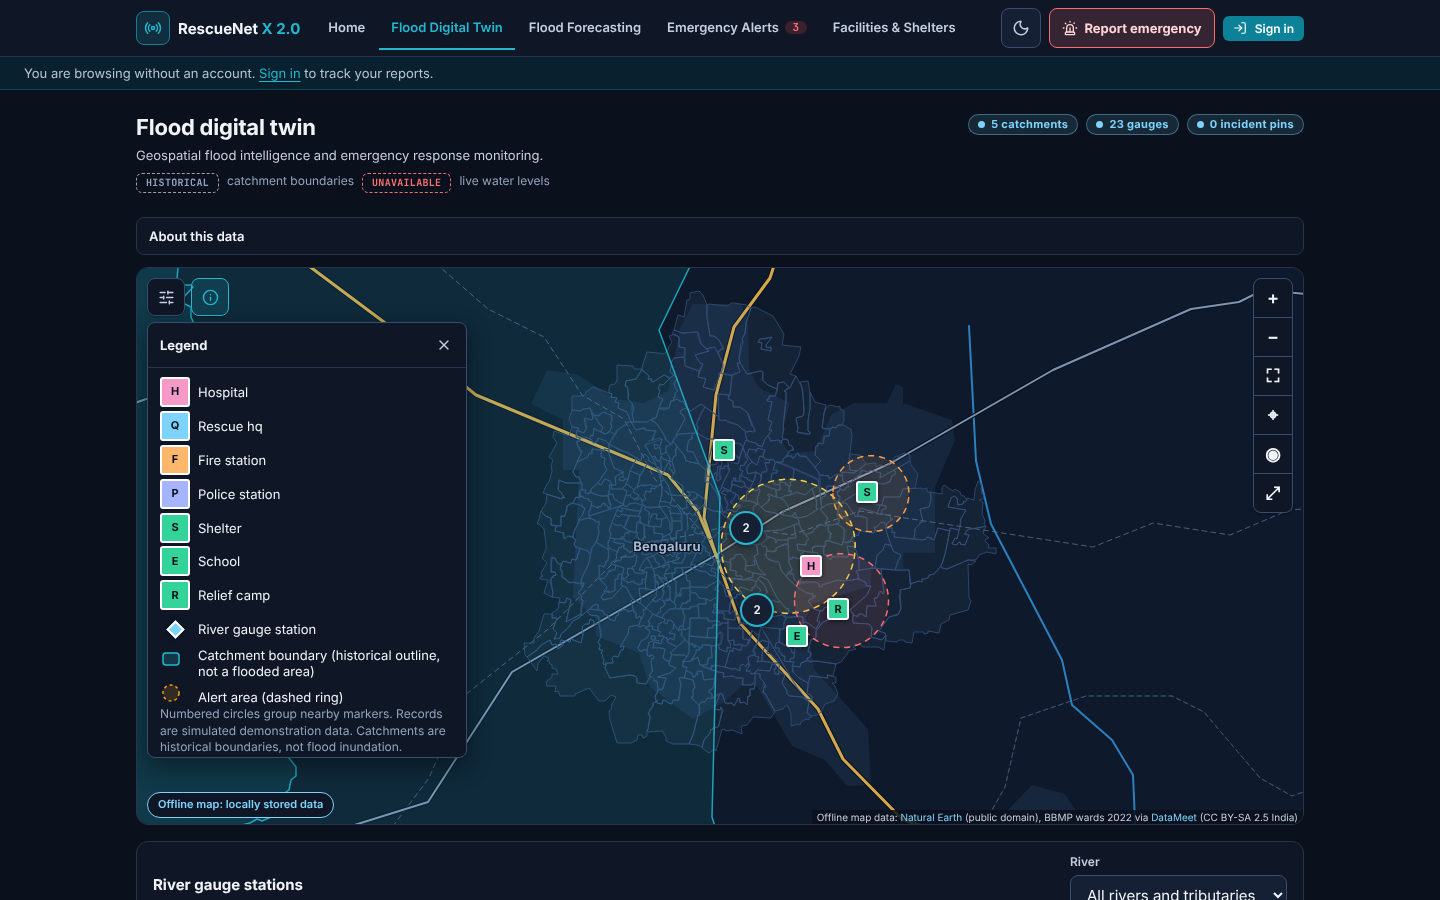 RescueNet X 2.0
Home
Flood Digital Twin
Flood Forecasting
Emergency Alerts 3
Facilities & Shelters
Report emergency
Sign in
You are browsing without an account. Sign in to track your reports.
Flood digital twin
5 catchments
23 gauges
0 incident pins
Geospatial flood intelligence and emergency response monitoring.
HISTORICAL catchment boundaries UNAVAILABLE live water levels
About this data
Legend
H Hospital
Q Rescue hq
F Fire station
P Police station
S Shelter
E School
R Relief camp
River gauge station
Catchment boundary (historical outline,
not a flooded area)
Alert area (dashed ring)
Numbered circles group nearby markers. Records
are simulated demonstration data. Catchments are
historical boundaries, not flood inundation.
S
S
2
Bengaluru
H
2
R
E
+
−
Offline map: locally stored data
Offline map data: Natural Earth (public domain), BBMP wards 2022 via DataMeet (CC BY-SA 2.5 India)
River
River gauge stations
All rivers and tributaries